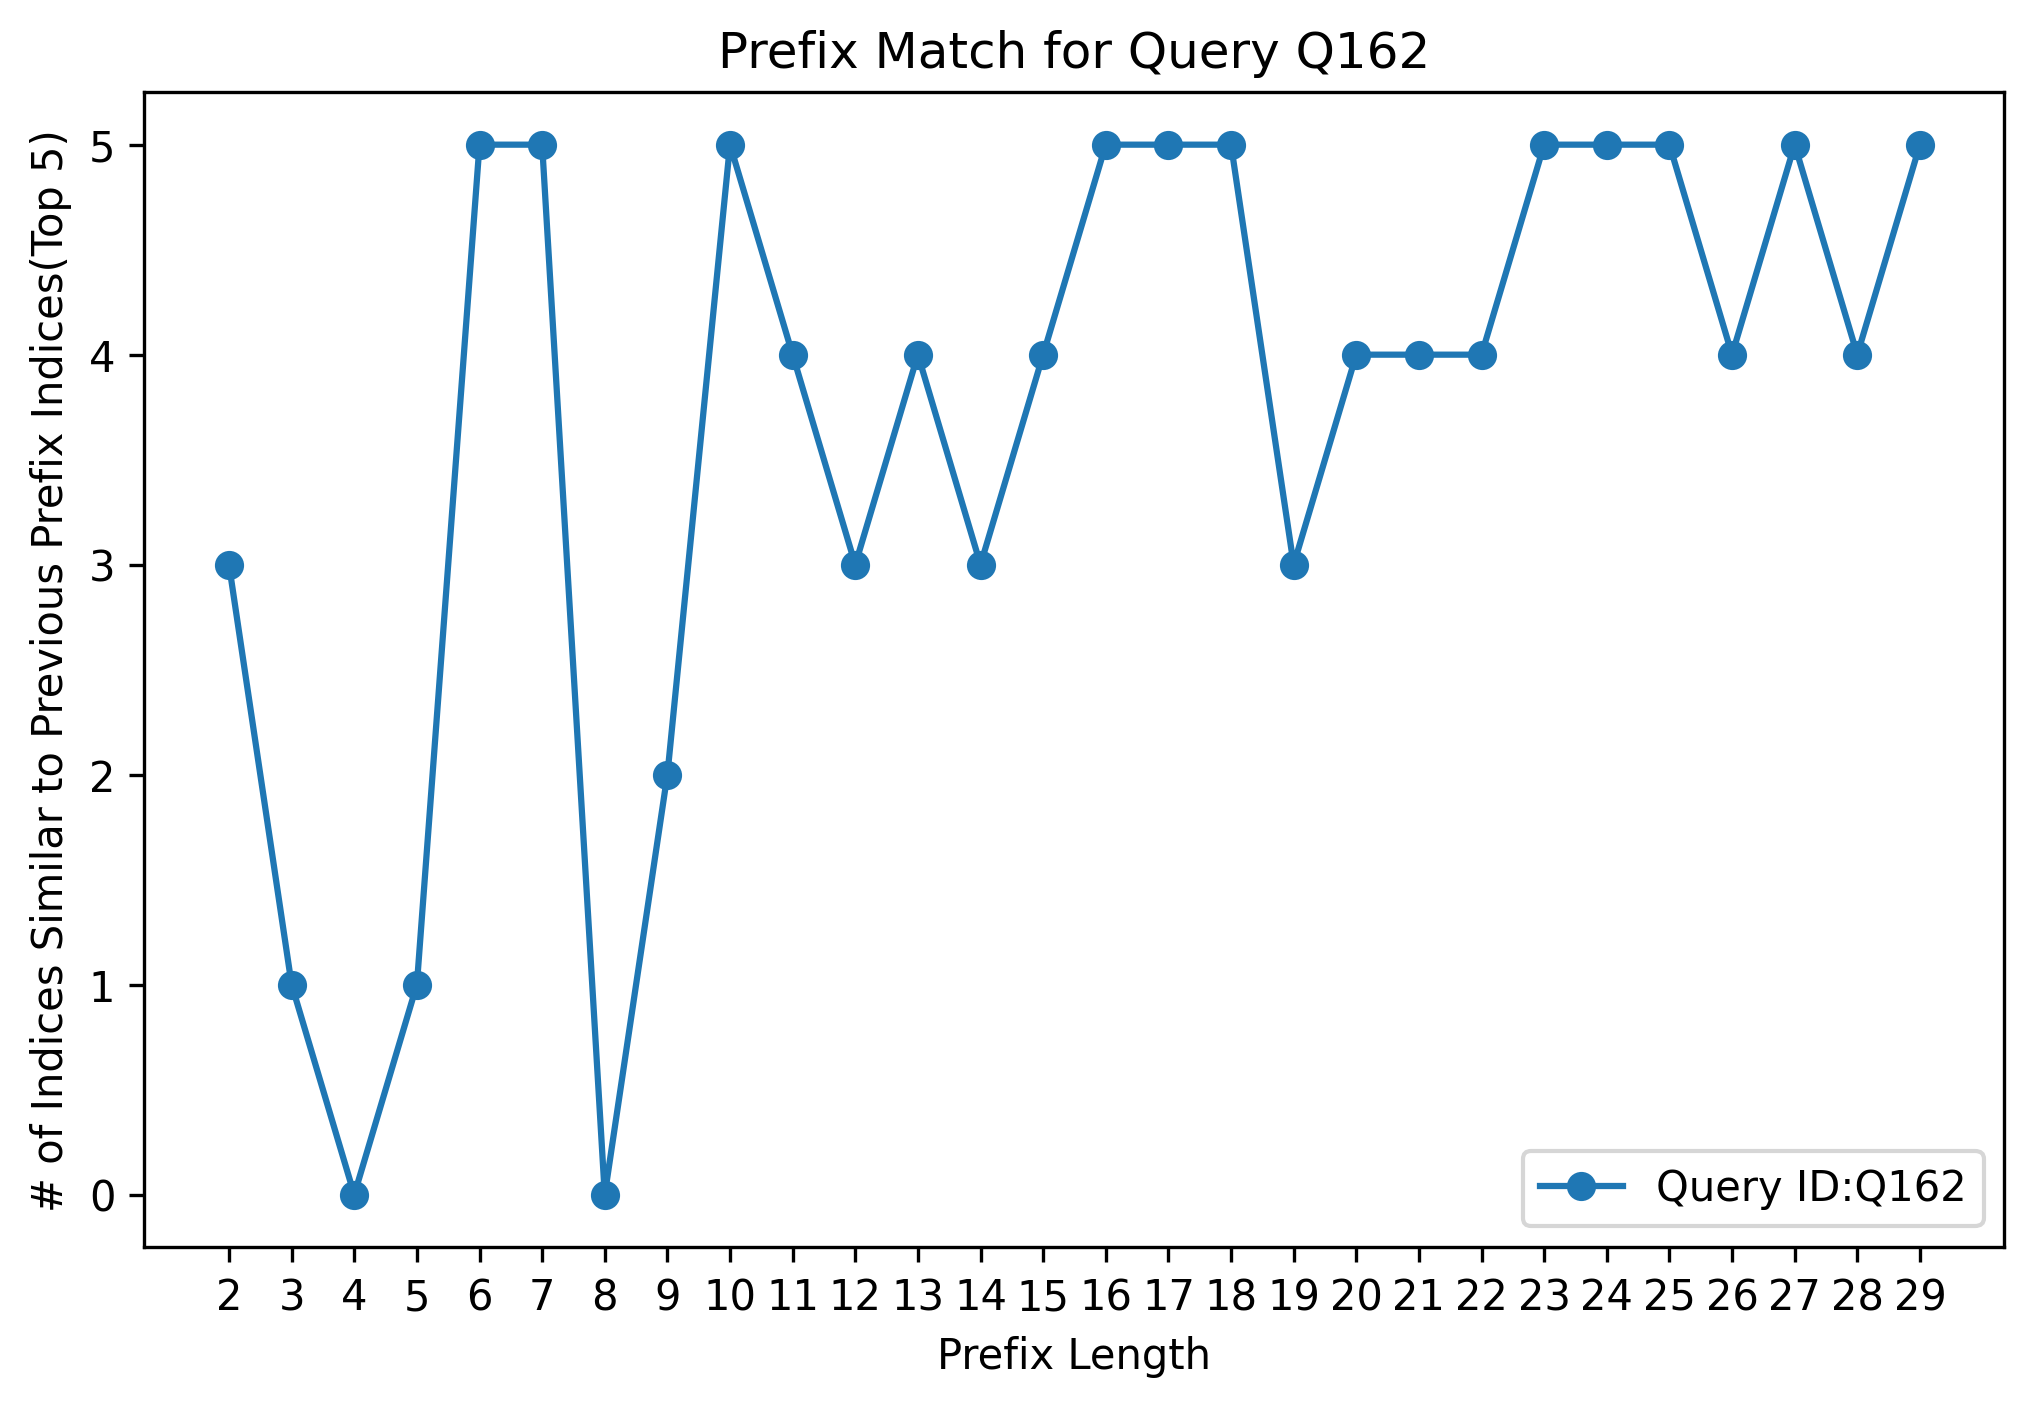 Prefix Match for Query Q162
# of Indices Similar to Previous Prefix Indices(Top 5)
5
4
3
2
1
0
Query ID:Q162
2 3 4 5 6 7 8 9 10 11 12 13 14 15 16 17 18 19 20 21 22 23 24 25 26 27 28 29
Prefix Length